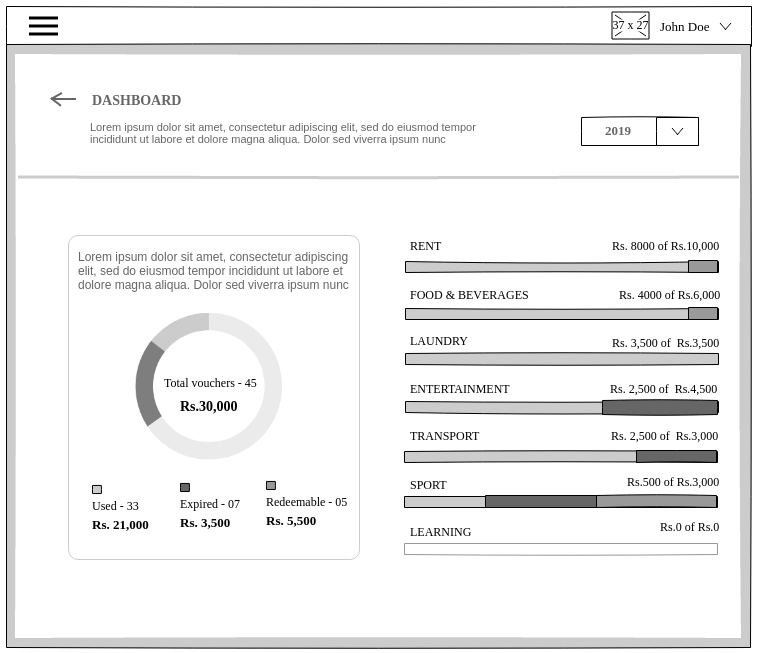 37 x 27 John Doe
DASHBOARD
Lorem ipsum dolor sit amet, consectetur adipiscing elit, sed do eiusmod tempor
incididunt ut labore et dolore magna aliqua. Dolor sed viverra ipsum nunc
2019
Lorem ipsum dolor sit amet, consectetur adipiscing
elit, sed do eiusmod tempor incididunt ut labore et
dolore magna aliqua. Dolor sed viverra ipsum nunc
Total vouchers - 45
Rs.30,000
Used - 33
Rs. 21,000
Expired - 07
Rs. 3,500
Redeemable - 05
Rs. 5,500
RENT Rs. 8000 of Rs.10,000
FOOD & BEVERAGES Rs. 4000 of Rs.6,000
LAUNDRY Rs. 3,500 of Rs.3,500
ENTERTAINMENT Rs. 2,500 of Rs.4,500
TRANSPORT Rs. 2,500 of Rs.3,000
SPORT Rs.500 of Rs.3,000
LEARNING Rs.0 of Rs.0